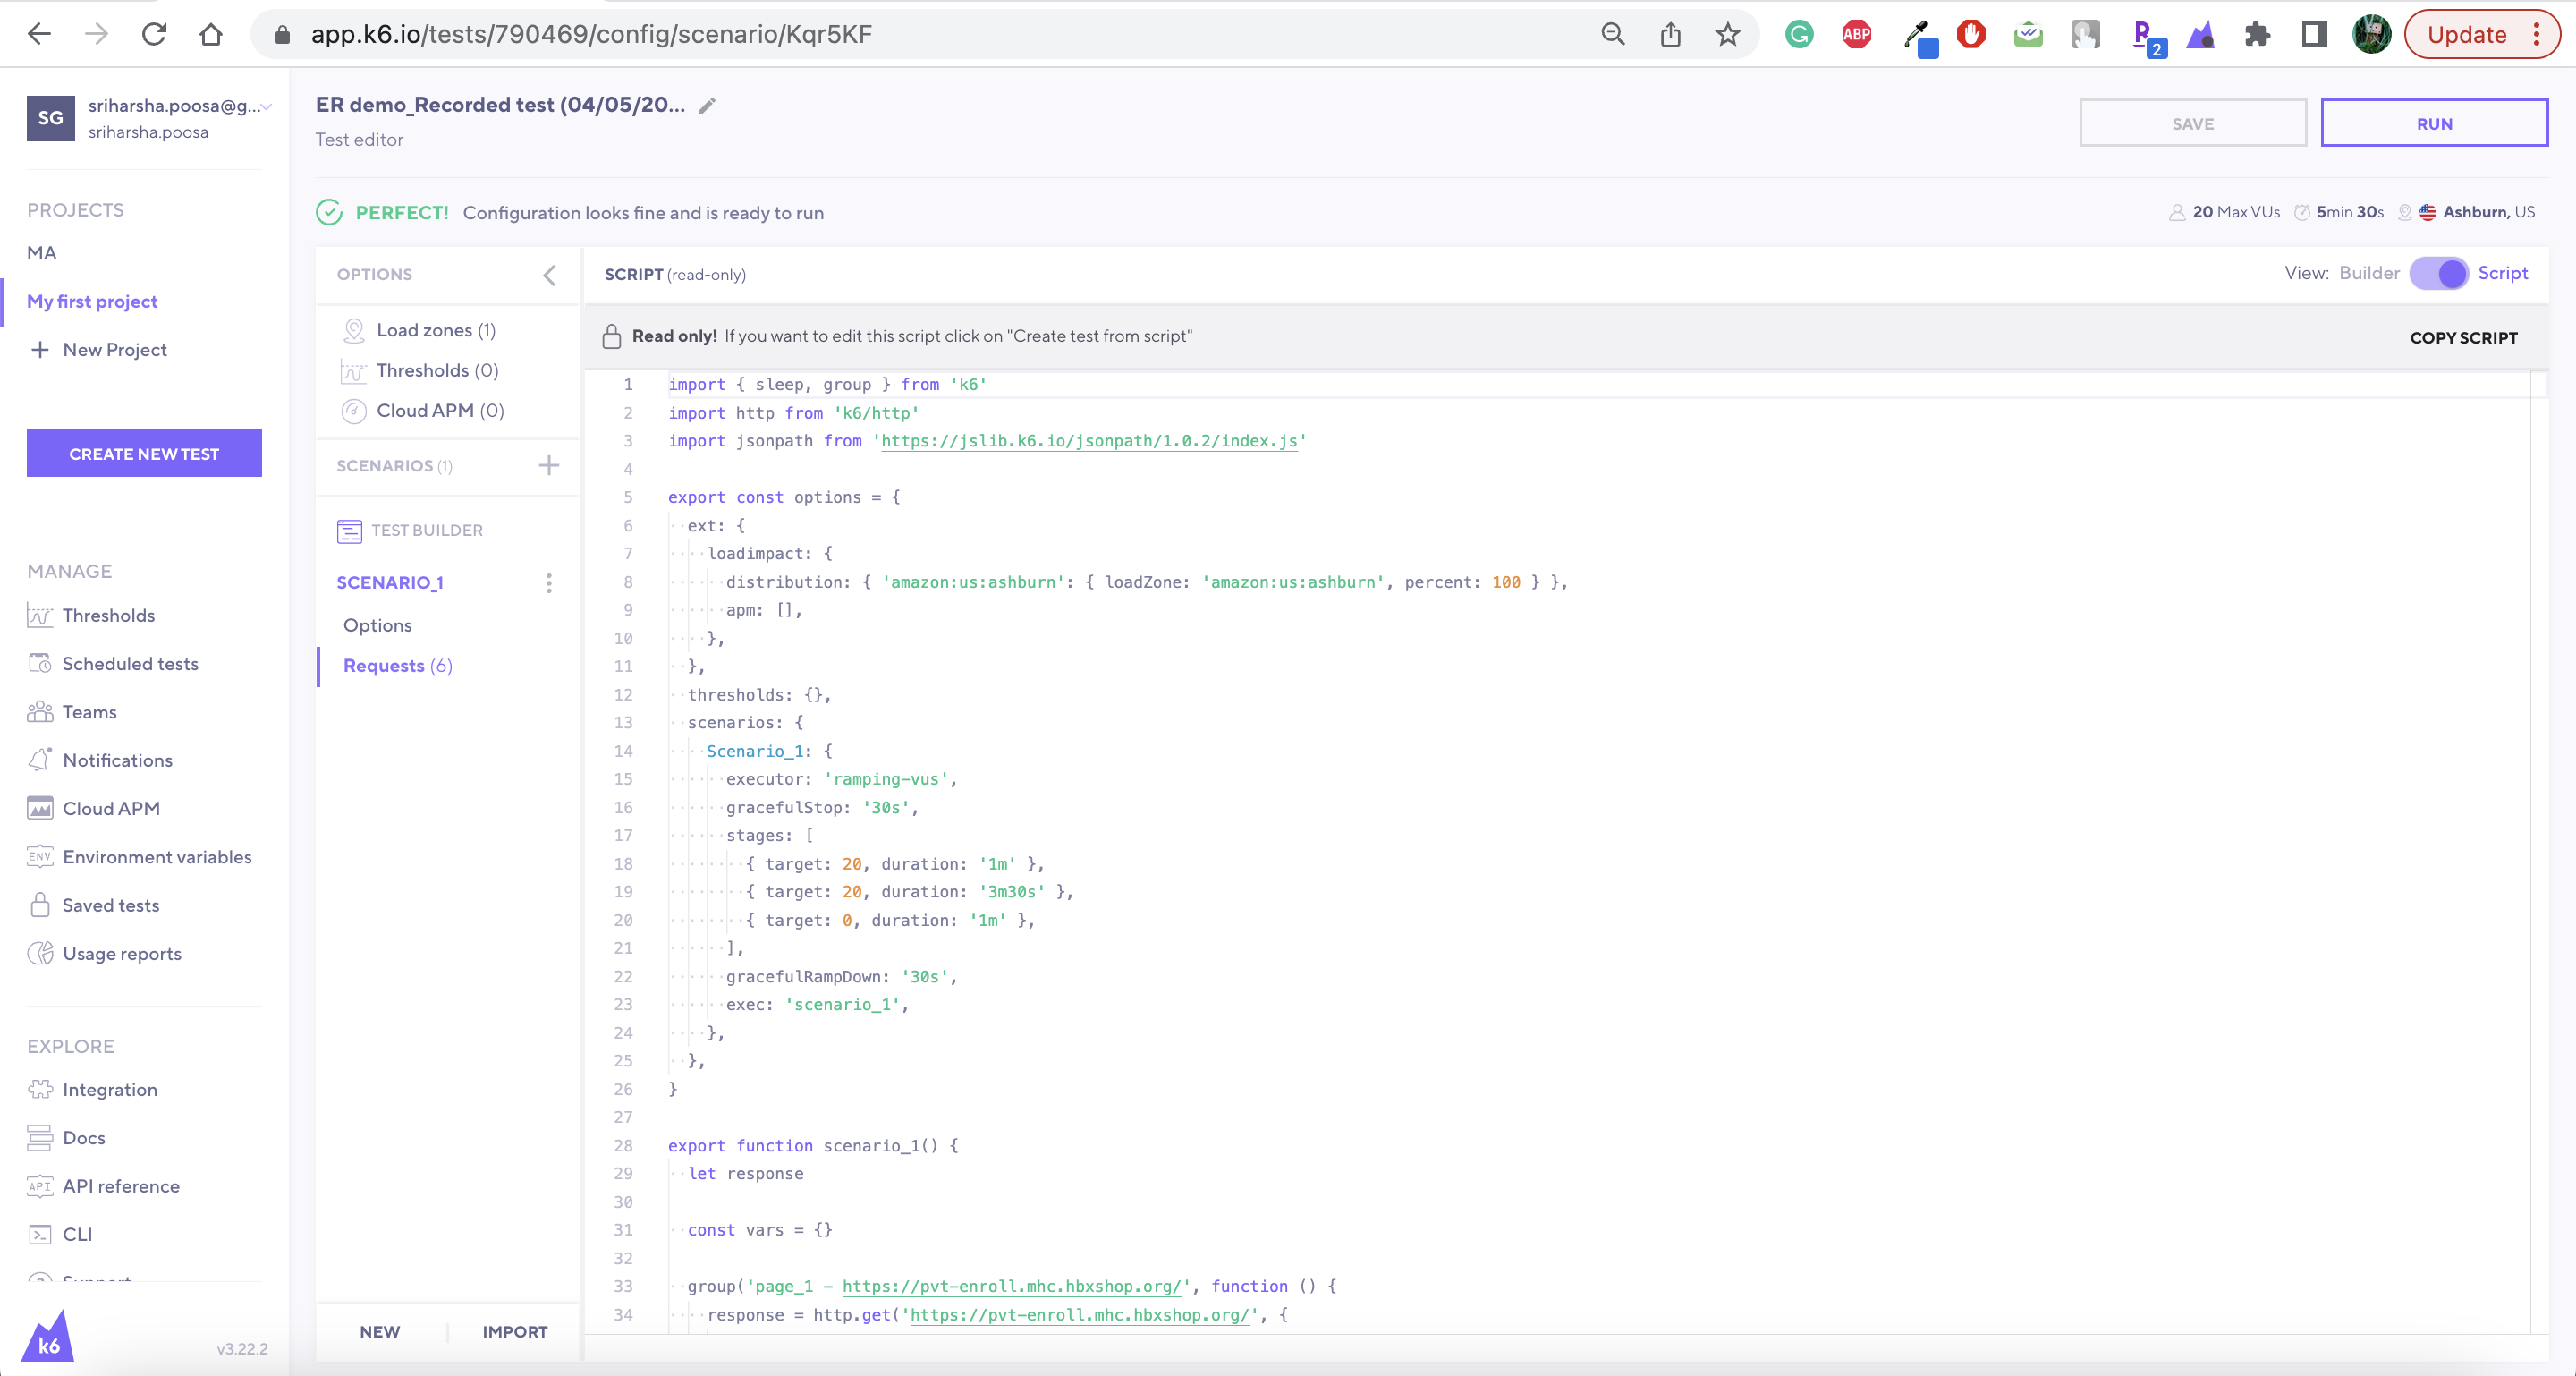 app.k6.io/tests/790469/config/scenario/Kqr5KF
ABP
2
Update
SG
sriharsha.poosa@g...
sriharsha.poosa
PROJECTS
MA
My first project
New Project
CREATE NEW TEST
MANAGE
Thresholds
Scheduled tests
Teams
Notifications
Cloud APM
ENV Environment variables
Saved tests
Usage reports
EXPLORE
Integration
Docs
API API reference
CLI
Support
k6
v3.22.2
ER demo_Recorded test (04/05/20...
Test editor
SAVE
RUN
PERFECT! Configuration looks fine and is ready to run
20 Max VUs 5min 30s Ashburn, US
OPTIONS
Load zones (1)
Thresholds (0)
Cloud APM (0)
SCENARIOS (1)
TEST BUILDER
SCENARIO_1
Options
Requests (6)
NEW
IMPORT
SCRIPT (read-only)
View: Builder Script
Read only! If you want to edit this script click on "Create test from script"
COPY SCRIPT
1 import { sleep, group } from 'k6'
2 import http from 'k6/http'
3 import jsonpath from 'https://jslib.k6.io/jsonpath/1.0.2/index.js'
4
5 export const options = {
6 ext: {
7 loadimpact: {
8 distribution: { 'amazon:us:ashburn': { loadZone: 'amazon:us:ashburn', percent: 100 } },
9 apm: [],
10 },
11 },
12 thresholds: {},
13 scenarios: {
14 Scenario_1: {
15 executor: 'ramping-vus',
16 gracefulStop: '30s',
17 stages: [
18 { target: 20, duration: '1m' },
19 { target: 20, duration: '3m30s' },
20 { target: 0, duration: '1m' },
21 ],
22 gracefulRampDown: '30s',
23 exec: 'scenario_1',
24 },
25 },
26 }
27
28 export function scenario_1() {
29 let response
30
31 const vars = {}
32
33 group('page_1 - https://pvt-enroll.mhc.hbxshop.org/', function () {
34 response = http.get('https://pvt-enroll.mhc.hbxshop.org/', {